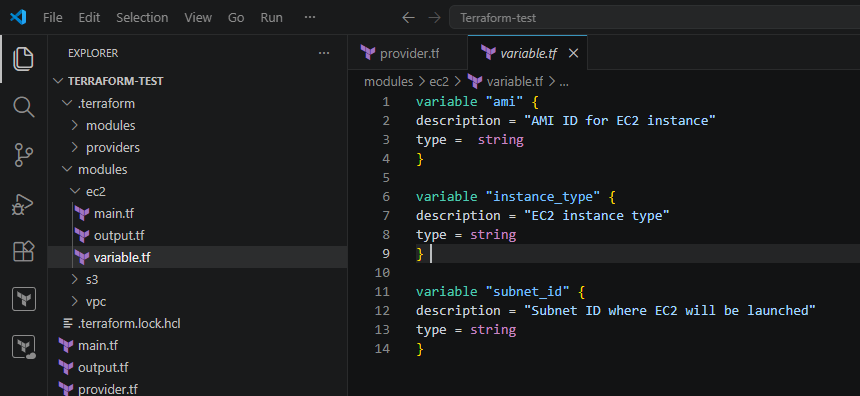 File Edit Selection View Go Run ··· Terraform-test
EXPLORER ···
TERRAFORM-TEST
.terraform
modules
providers
modules
ec2
main.tf
output.tf
variable.tf
s3
vpc
.terraform.lock.hcl
main.tf
output.tf
provider.tf
provider.tf variable.tf
modules > ec2 > variable.tf > ...
1 variable "ami" {
2 description = "AMI ID for EC2 instance"
3 type =  string
4 }
5
6 variable "instance_type" {
7 description = "EC2 instance type"
8 type = string
9 }
10
11 variable "subnet_id" {
12 description = "Subnet ID where EC2 will be launched"
13 type = string
14 }